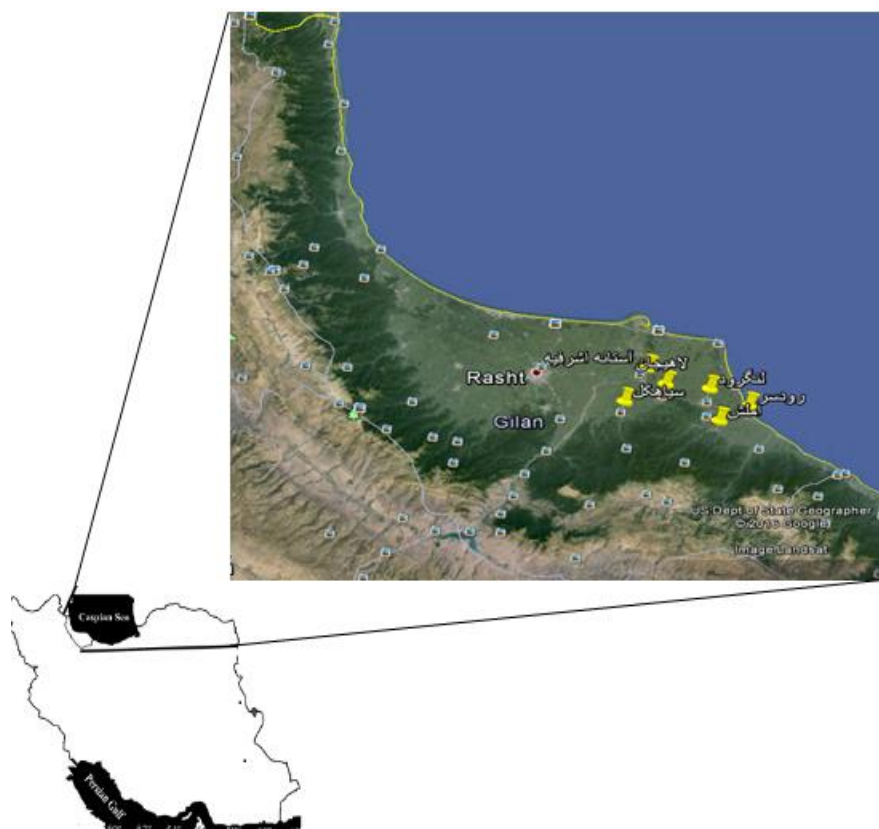 آستانه اشرفیه
لاهیجان
Rasht
سیاهکل
لنگرود
رودسر
املش
Gilan
US Dept of State Geographer
© 2016 Google
Image Landsat
Caspian Sea
Persian Gulf